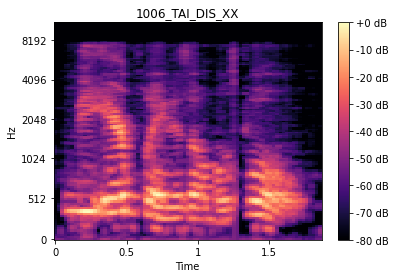 1006_TAI_DIS_XX
+0 dB
8192
-10 dB
4096
-20 dB
-30 dB
2048
Hz
-40 dB
1024
-50 dB
512
-60 dB
-70 dB
0
-80 dB
0
0.5
1
1.5
Time